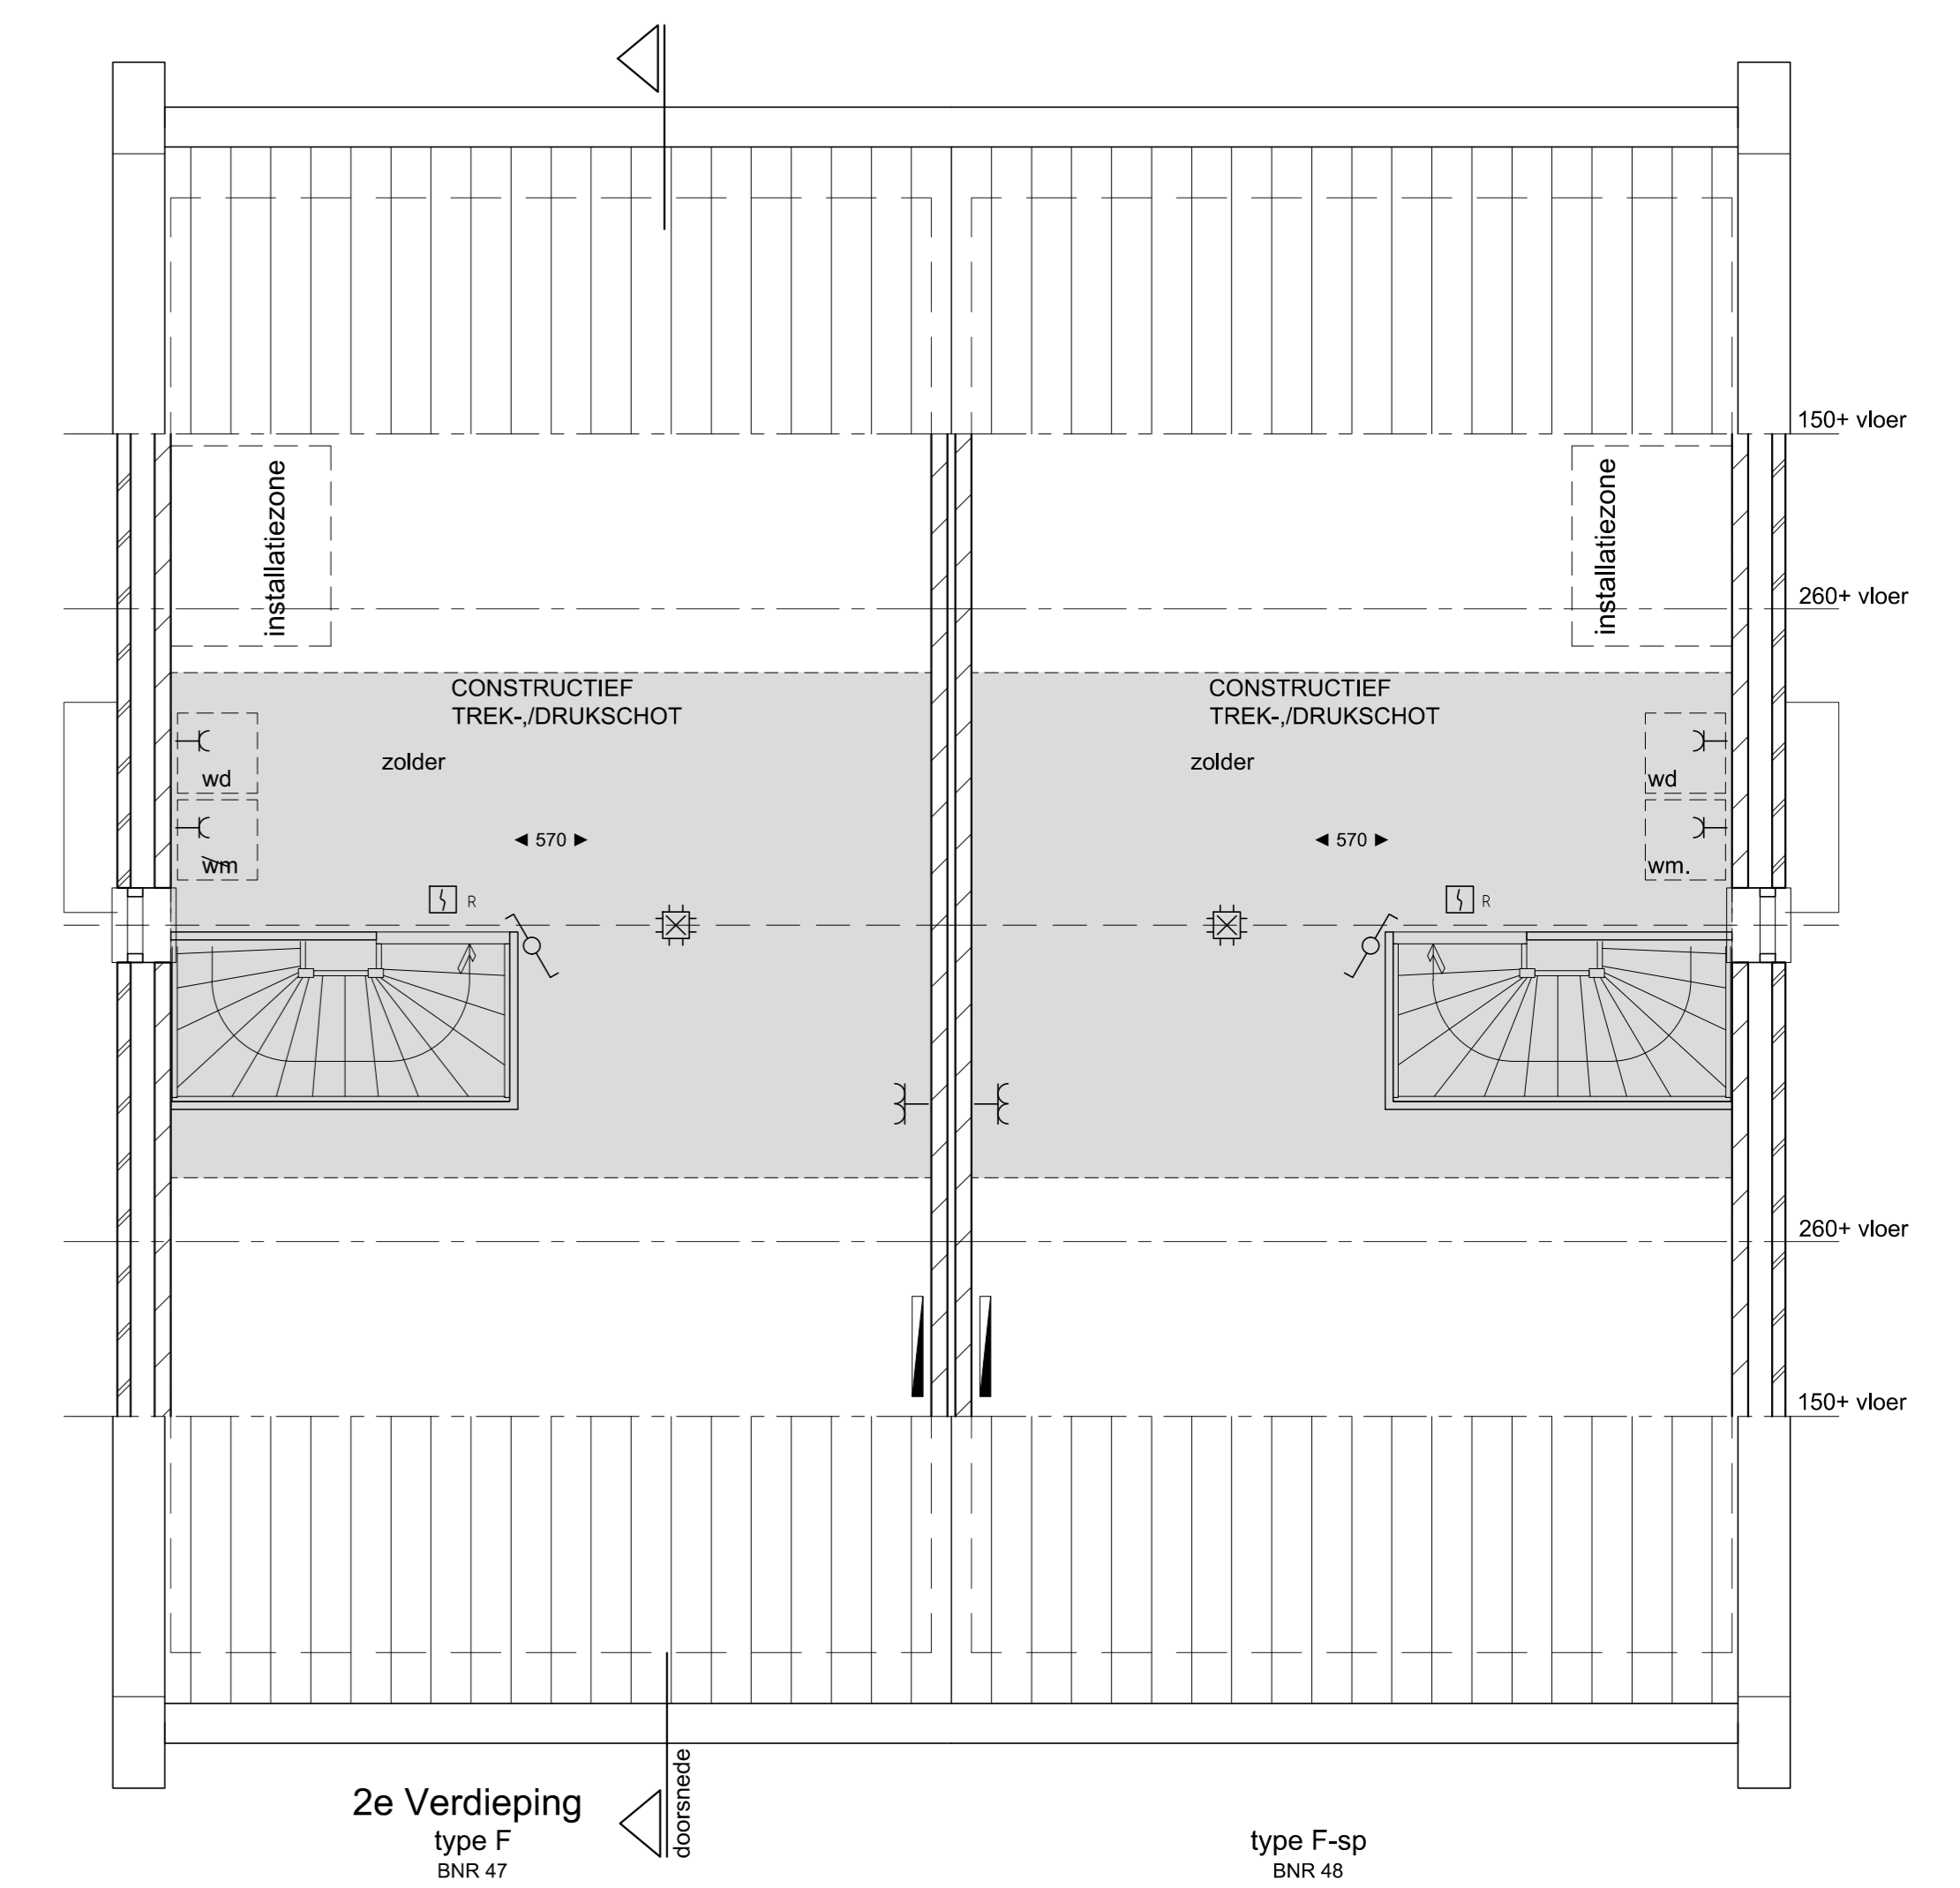 150+ vloer
installatiezone
installatiezone
260+ vloer
CONSTRUCTIEF
TREK-,/DRUKSCHOT
CONSTRUCTIEF
TREK-,/DRUKSCHOT
zolder
zolder
wd
wd
◄ 570 ►
◄ 570 ►
wm
wm.
R
R
260+ vloer
150+ vloer
doorsnede
2e Verdieping
type F
BNR 47
type F-sp
BNR 48